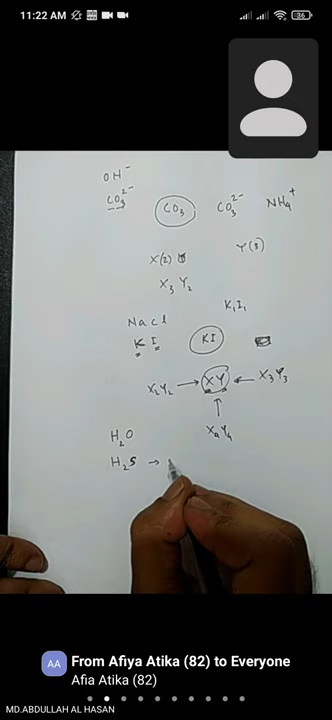 11:22 AM
36
OH⁻
CO₃²⁻
CO₃
CO₃²⁻
NH₄⁺
X(2)
Y(3)
X₃ Y₂
K₁I₁
NaCl
K I
KI
X₂Y₂ → XY ← X₃Y₃
↑
X₄Y₄
H₂O
H₂S →
AA
From Afiya Atika (82) to Everyone
Afia Atika (82)
MD.ABDULLAH AL HASAN